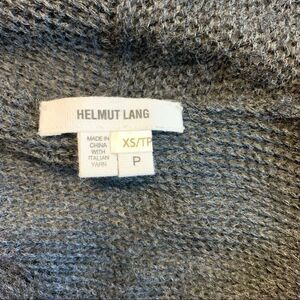 HELMUT LANG
MADE IN
CHINA
WITH
ITALIAN
YARN
XS/TP
P